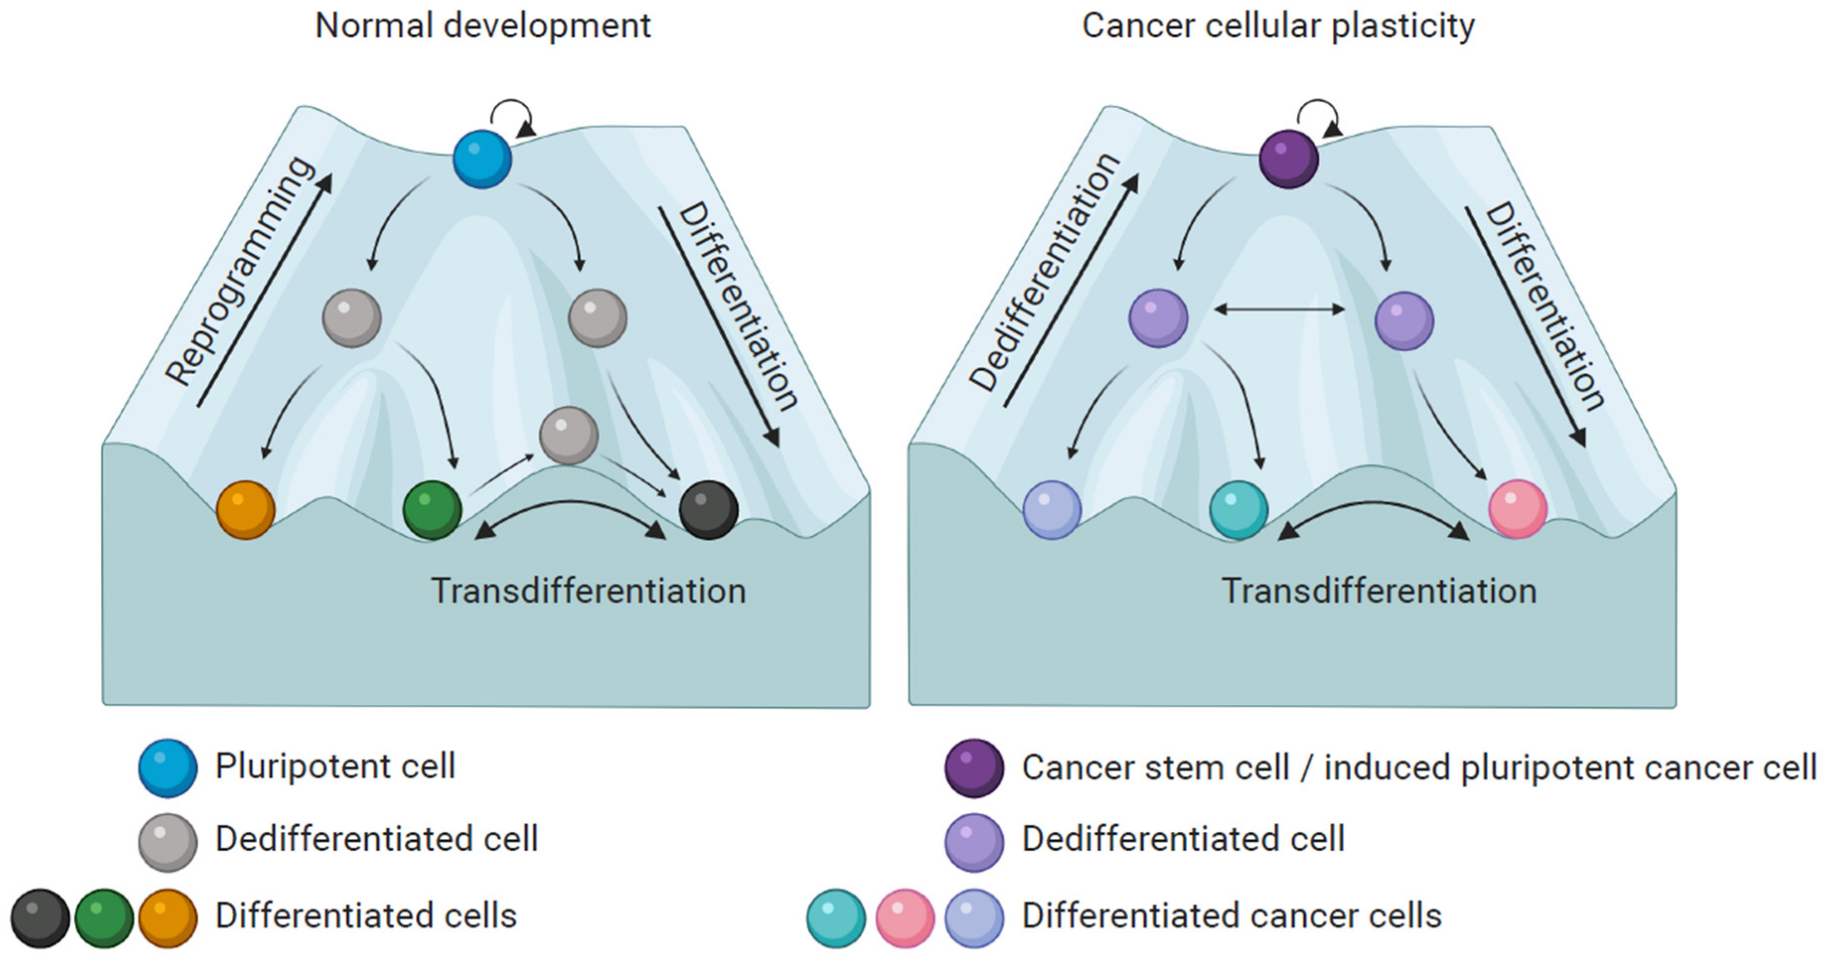 Normal development
Cancer cellular plasticity
Reprogramming
Differentiation
Transdifferentiation
Dedifferentiation
Differentiation
Transdifferentiation
Pluripotent cell
Dedifferentiated cell
Differentiated cells
Cancer stem cell / induced pluripotent cancer cell
Dedifferentiated cell
Differentiated cancer cells